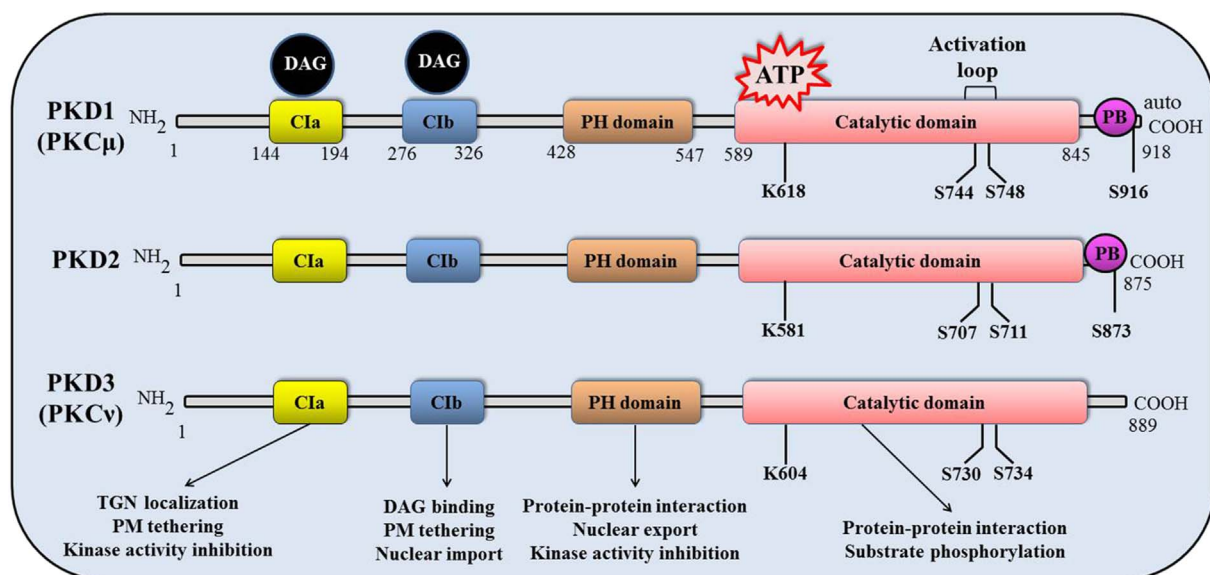 DAG DAG ATP Activation
loop
PKD1
(PKCμ)
NH2 CIa CIb PH domain Catalytic domain PB auto
COOH
1 144 194 276 326 428 547 589 845 918
K618 S744 S748 S916
PKD2 NH2 CIa CIb PH domain Catalytic domain PB COOH
1 875
K581 S707 S711 S873
PKD3
(PKCν)
NH2 CIa CIb PH domain Catalytic domain COOH
1 889
K604 S730 S734
TGN localization
PM tethering
Kinase activity inhibition
DAG binding
PM tethering
Nuclear import
Protein-protein interaction
Nuclear export
Kinase activity inhibition
Protein-protein interaction
Substrate phosphorylation